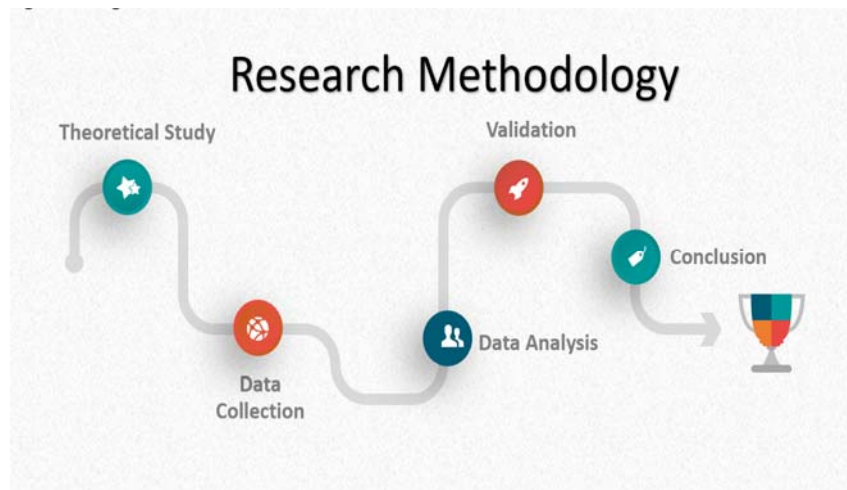 Research Methodology
Theoretical Study
Validation
Conclusion
Data Analysis
Data
Collection